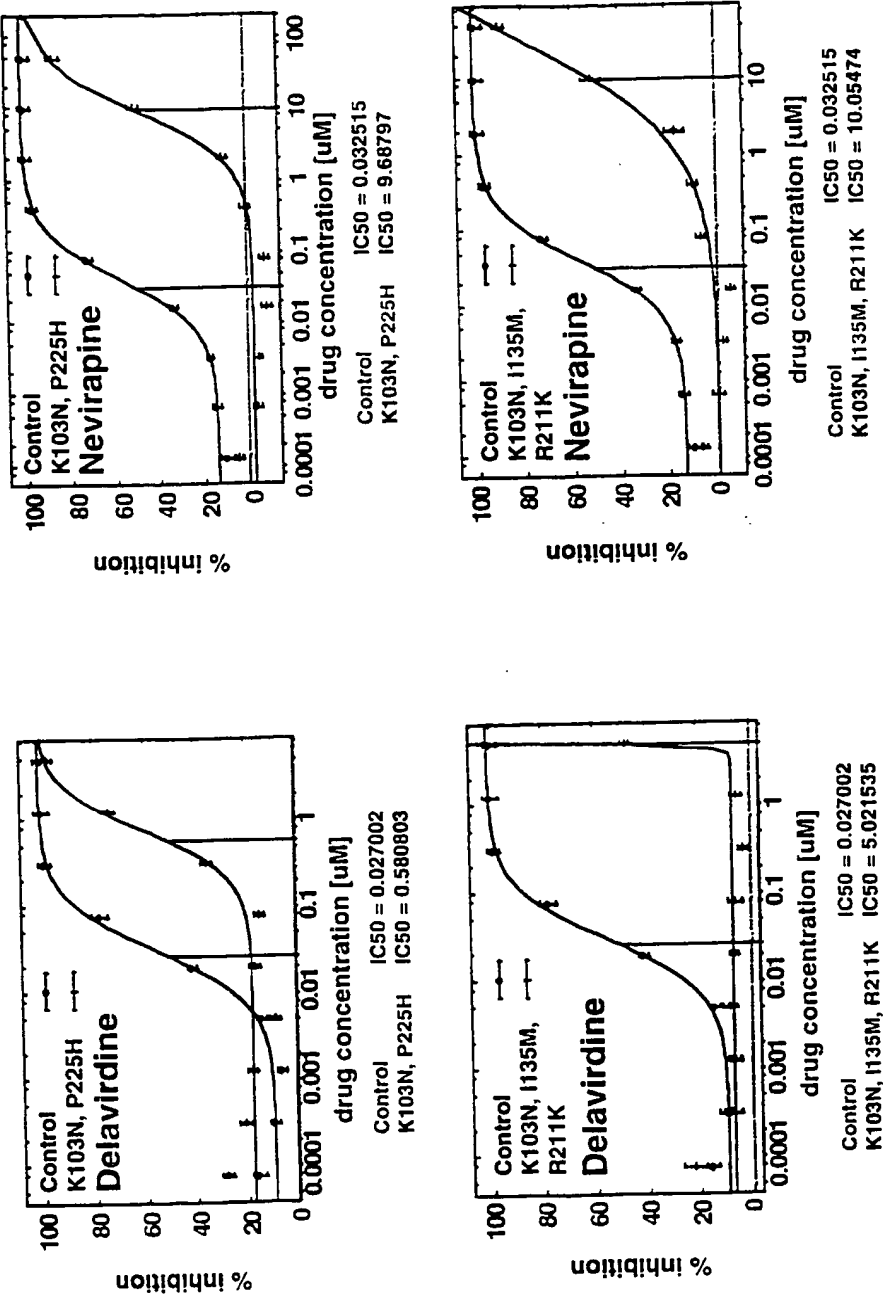 Control
K103N, P225H
Delavirdine
% inhibition
100
80
60
40
20
0
0.0001 0.001 0.01 0.1 1
drug concentration [uM]
Control IC50 = 0.027002
K103N, P225H IC50 = 0.580803
Control
K103N, P225H
Nevirapine
% inhibition
100
80
60
40
20
0
0.0001 0.001 0.01 0.1 1 10 100
drug concentration [uM]
Control IC50 = 0.032515
K103N, P225H IC50 = 9.68797
Control
K103N, I135M,
R211K
Delavirdine
% inhibition
100
80
60
40
20
0
0.0001 0.001 0.01 0.1 1
drug concentration [uM]
Control IC50 = 0.027002
K103N, I135M, R211K IC50 = 5.021535
Control
K103N, I135M,
R211K
Nevirapine
% inhibition
100
80
60
40
20
0
0.0001 0.001 0.01 0.1 1 10
drug concentration [uM]
Control IC50 = 0.032515
K103N, I135M, R211K IC50 = 10.05474